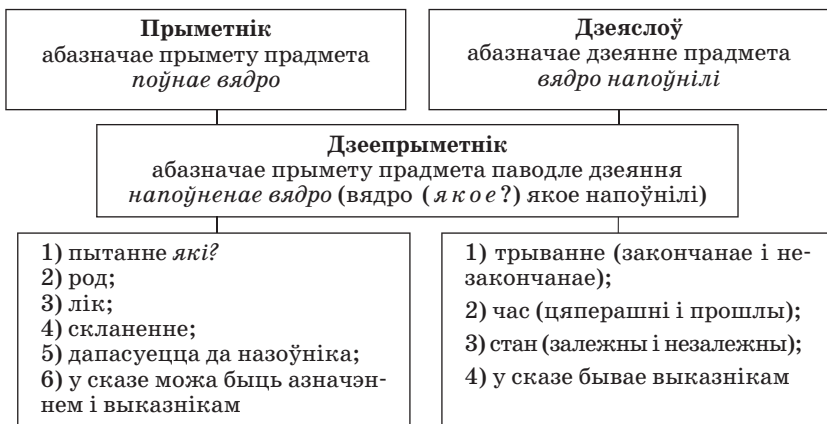 Прыметнік
абазначае прымету прадмета
поўнае вядро
Дзеяслоў
абазначае дзеянне прадмета
вядро напоўнілі
Дзеепрыметнік
абазначае прымету прадмета паводле дзеяння
напоўненае вядро (вядро (якое?) якое напоўнілі)
1) пытанне які?
2) род;
3) лік;
4) скланенне;
5) дапасуецца да назоўніка;
6) у сказе можа быць азначэн-
нем і выказнікам
1) трыванне (закончанае і не-
закончанае);
2) час (цяперашні і прошлы);
3) стан (залежны і незалежны);
4) у сказе бывае выказнікам